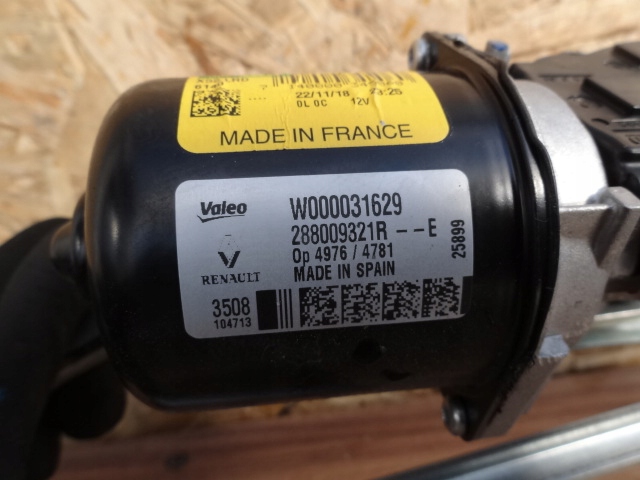 22/11/18
0L 0C 12V
MADE IN FRANCE
Valeo W000031629
288009321R --E
Op 4976 / 4781
RENAULT MADE IN SPAIN
25899
3508
104713